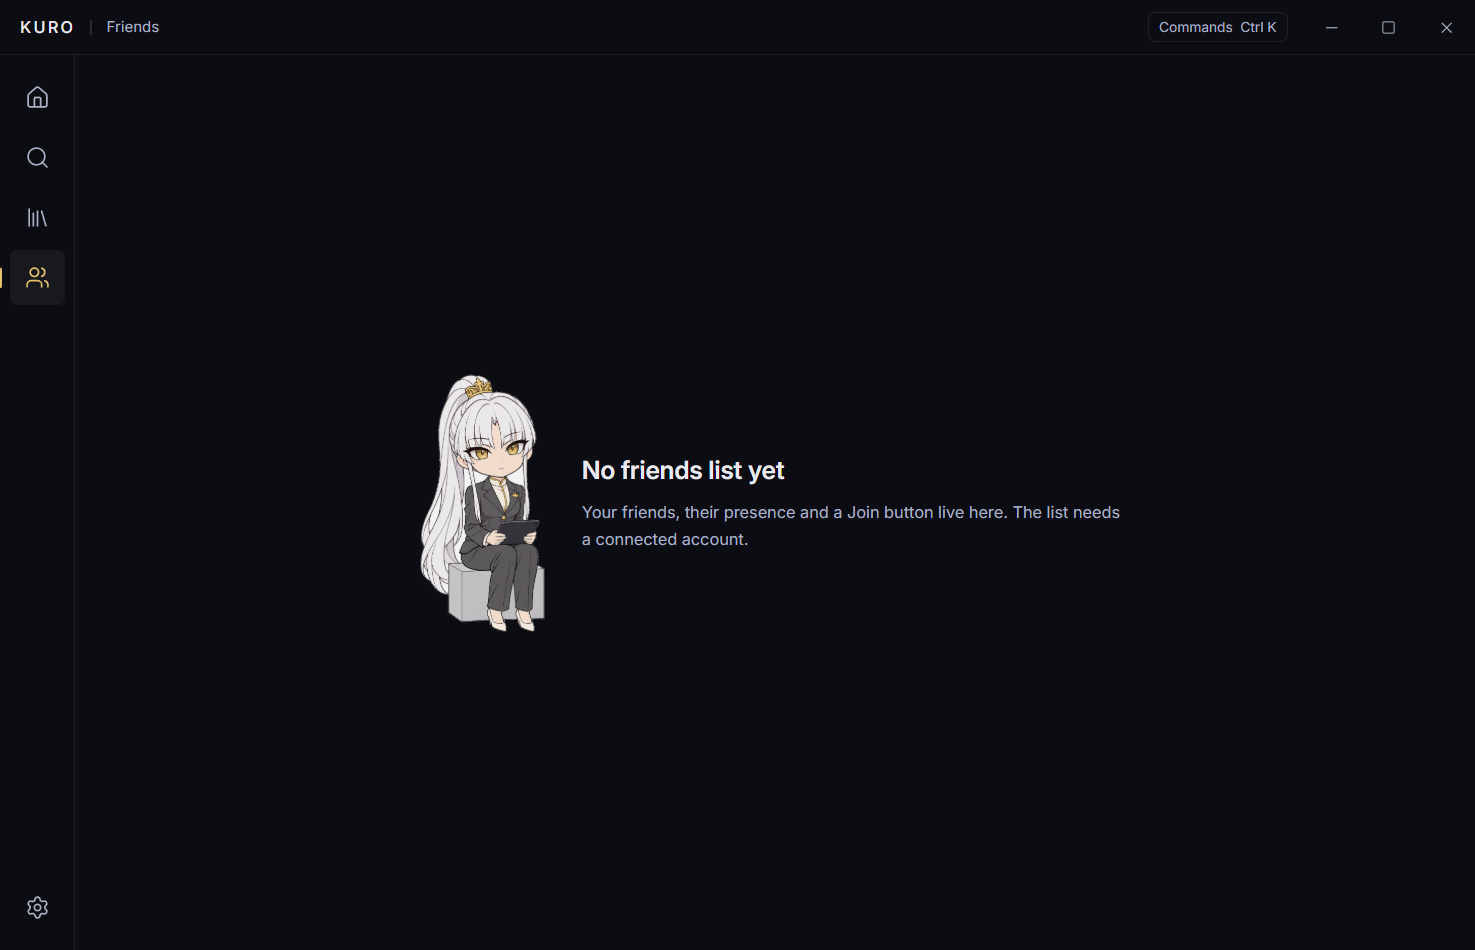 KURO | Friends
Commands Ctrl K
No friends list yet
Your friends, their presence and a Join button live here. The list needs
a connected account.